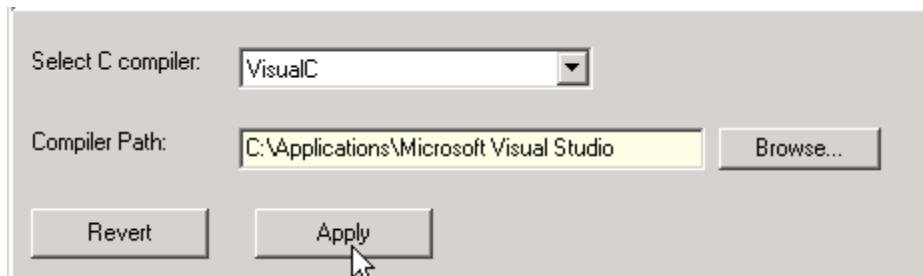 Select C compiler: VisualC
Compiler Path: C:\Applications\Microsoft Visual Studio Browse...
Revert Apply